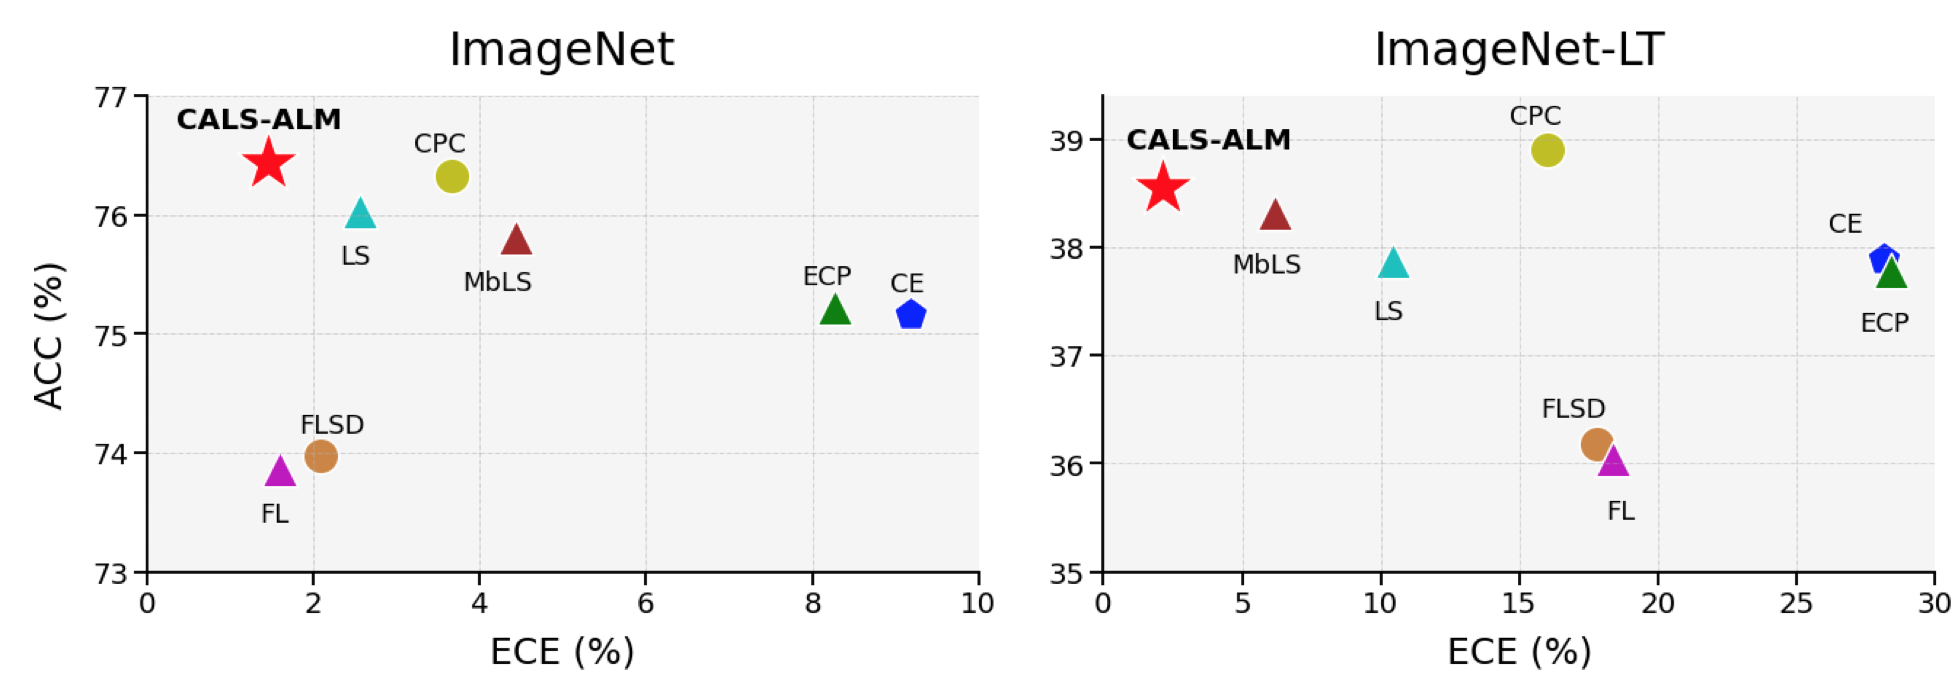 ImageNet
ACC (%)
77
76
75
74
73
CALS-ALM
CPC
LS
MbLS
ECP
CE
FLSD
FL
0 2 4 6 8 10
ECE (%)
ImageNet-LT
39
38
37
36
35
CPC
CALS-ALM
CE
MbLS
LS
ECP
FLSD
FL
0 5 10 15 20 25 30
ECE (%)